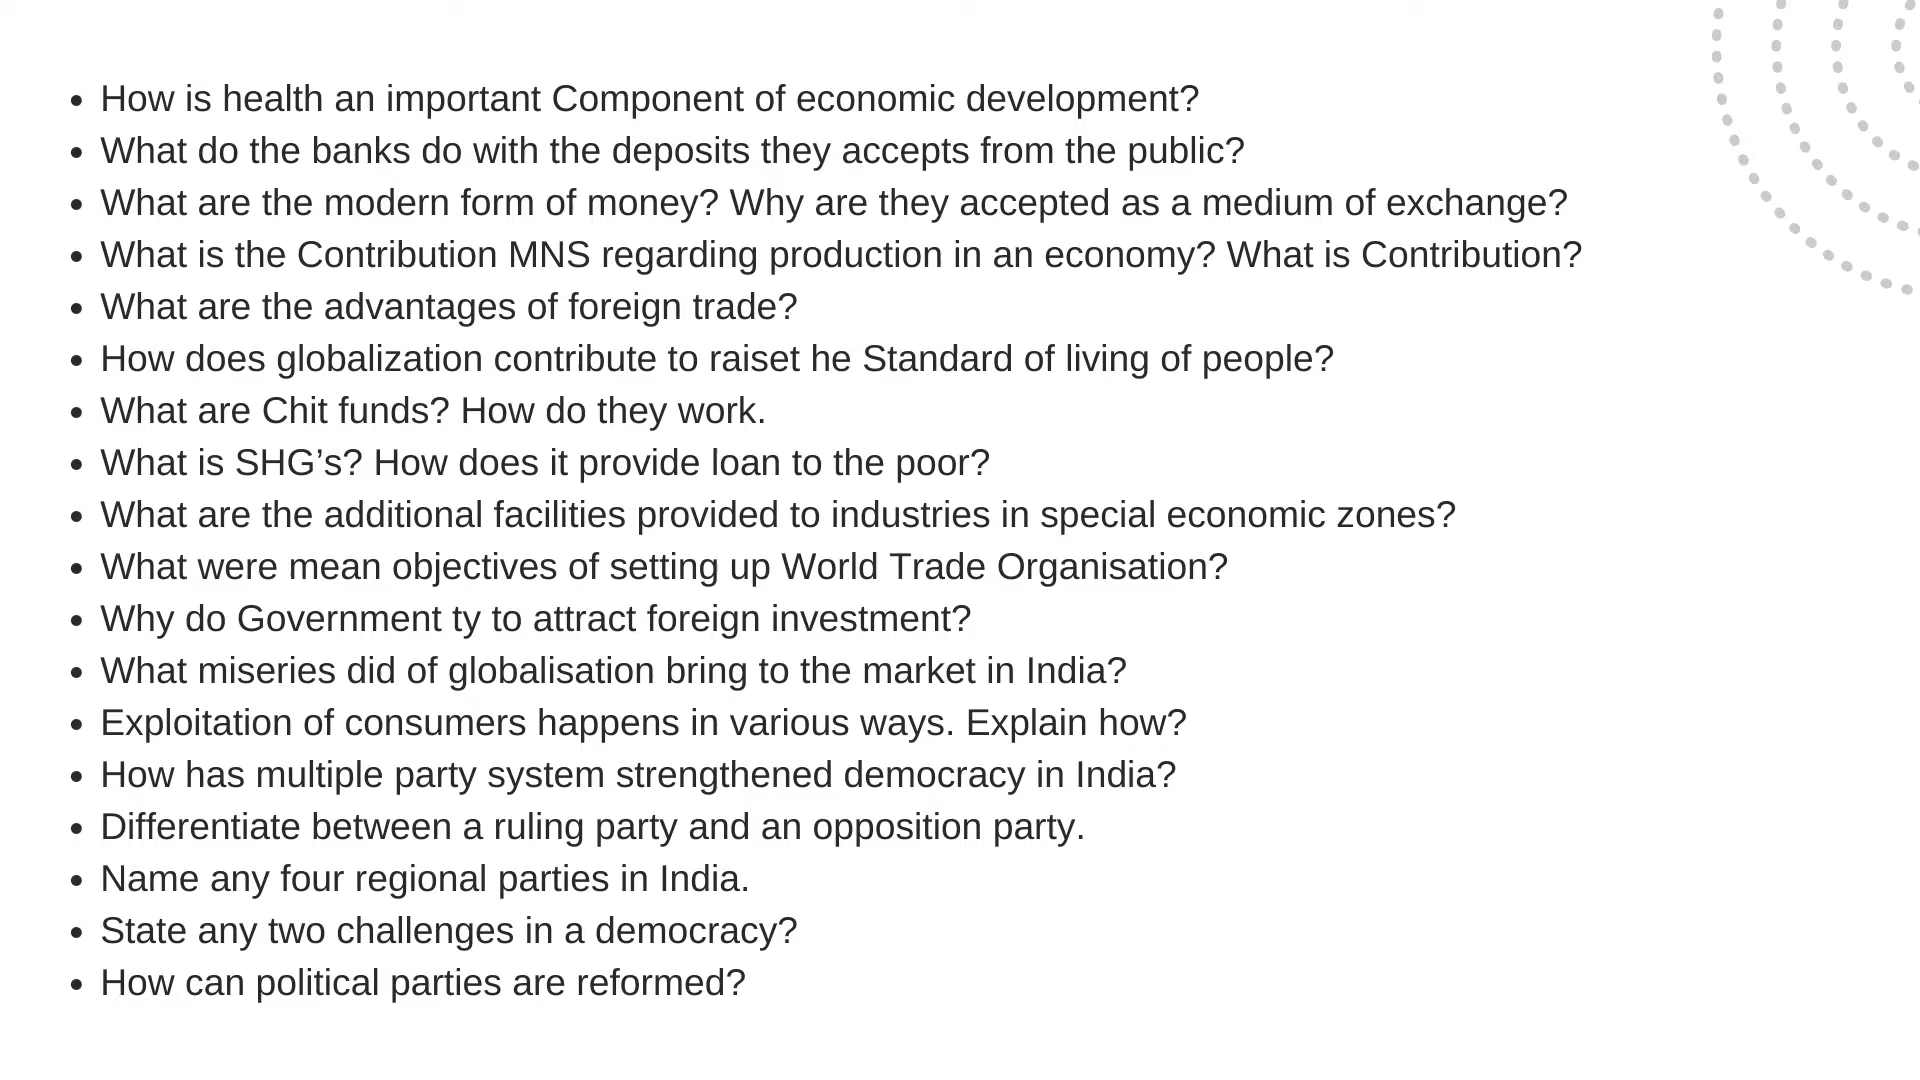 • How is health an important Component of economic development?
• What do the banks do with the deposits they accepts from the public?
• What are the modern form of money? Why are they accepted as a medium of exchange?
• What is the Contribution MNS regarding production in an economy? What is Contribution?
• What are the advantages of foreign trade?
• How does globalization contribute to raiset he Standard of living of people?
• What are Chit funds? How do they work.
• What is SHG’s? How does it provide loan to the poor?
• What are the additional facilities provided to industries in special economic zones?
• What were mean objectives of setting up World Trade Organisation?
• Why do Government ty to attract foreign investment?
• What miseries did of globalisation bring to the market in India?
• Exploitation of consumers happens in various ways. Explain how?
• How has multiple party system strengthened democracy in India?
• Differentiate between a ruling party and an opposition party.
• Name any four regional parties in India.
• State any two challenges in a democracy?
• How can political parties are reformed?